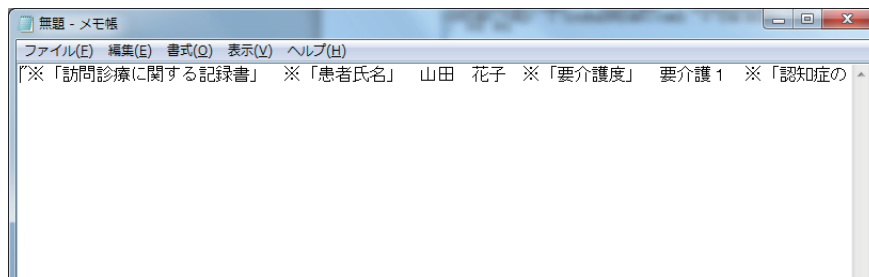 無題 - メモ帳
ファイル(F) 編集(E) 書式(O) 表示(V) ヘルプ(H)
"※「訪問診療に関する記録書」　※「患者氏名」　山田　花子　※「要介護度」　要介護１　※「認知症の